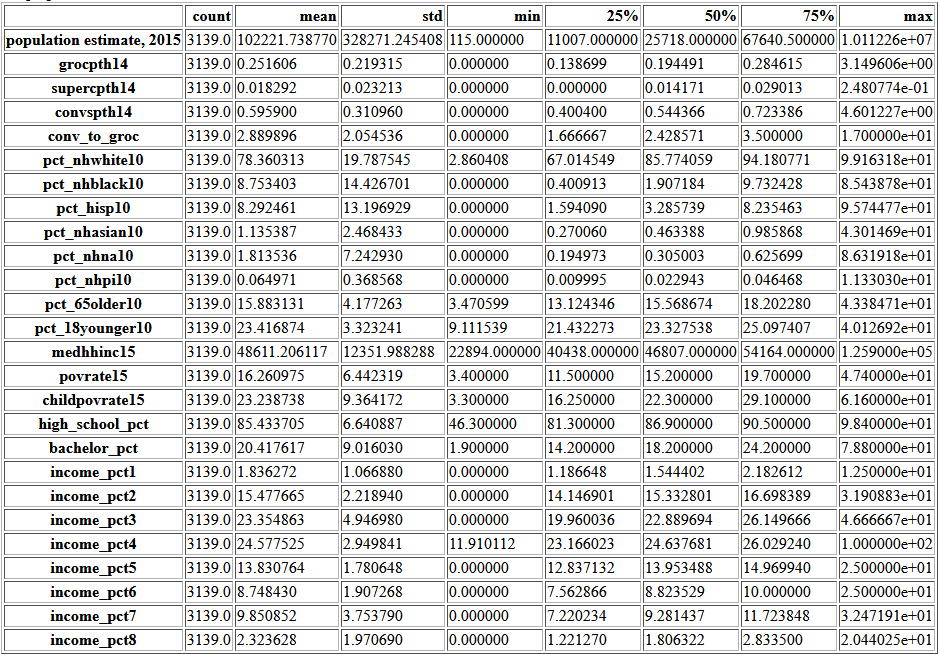 count mean std min 25% 50% 75% max
population estimate, 2015 3139.0 102221.738770 328271.245408 115.000000 11007.000000 25718.000000 67640.500000 1.011226e+07
grocpth14 3139.0 0.251606 0.219315 0.000000 0.138699 0.194491 0.284615 3.149606e+00
supercpth14 3139.0 0.018292 0.023213 0.000000 0.000000 0.014171 0.029013 2.480774e-01
convspth14 3139.0 0.595900 0.310960 0.000000 0.400400 0.544366 0.723386 4.601227e+00
conv_to_groc 3139.0 2.889896 2.054536 0.000000 1.666667 2.428571 3.500000 1.700000e+01
pct_nhwhite10 3139.0 78.360313 19.787545 2.860408 67.014549 85.774059 94.180771 9.916318e+01
pct_nhblack10 3139.0 8.753403 14.426701 0.000000 0.400913 1.907184 9.732428 8.543878e+01
pct_hisp10 3139.0 8.292461 13.196929 0.000000 1.594090 3.285739 8.235463 9.574477e+01
pct_nhasian10 3139.0 1.135387 2.468433 0.000000 0.270060 0.463388 0.985868 4.301469e+01
pct_nhna10 3139.0 1.813536 7.242930 0.000000 0.194973 0.305003 0.625699 8.631918e+01
pct_nhpi10 3139.0 0.064971 0.368568 0.000000 0.009995 0.022943 0.046468 1.133030e+01
pct_65older10 3139.0 15.883131 4.177263 3.470599 13.124346 15.568674 18.202280 4.338471e+01
pct_18younger10 3139.0 23.416874 3.323241 9.111539 21.432273 23.327538 25.097407 4.012692e+01
medhhinc15 3139.0 48611.206117 12351.988288 22894.000000 40438.000000 46807.000000 54164.000000 1.259000e+05
povrate15 3139.0 16.260975 6.442319 3.400000 11.500000 15.200000 19.700000 4.740000e+01
childpovrate15 3139.0 23.238738 9.364172 3.300000 16.250000 22.300000 29.100000 6.160000e+01
high_school_pct 3139.0 85.433705 6.640887 46.300000 81.300000 86.900000 90.500000 9.840000e+01
bachelor_pct 3139.0 20.417617 9.016030 1.900000 14.200000 18.200000 24.200000 7.880000e+01
income_pct1 3139.0 1.836272 1.066880 0.000000 1.186648 1.544402 2.182612 1.250000e+01
income_pct2 3139.0 15.477665 2.218940 0.000000 14.146901 15.332801 16.698389 3.190883e+01
income_pct3 3139.0 23.354863 4.946980 0.000000 19.960036 22.889694 26.149666 4.666667e+01
income_pct4 3139.0 24.577525 2.949841 11.910112 23.166023 24.637681 26.029240 1.000000e+02
income_pct5 3139.0 13.830764 1.780648 0.000000 12.837132 13.953488 14.969940 2.500000e+01
income_pct6 3139.0 8.748430 1.907268 0.000000 7.562866 8.823529 10.000000 2.500000e+01
income_pct7 3139.0 9.850852 3.753790 0.000000 7.220234 9.281437 11.723848 3.247191e+01
income_pct8 3139.0 2.323628 1.970690 0.000000 1.221270 1.806322 2.833500 2.044025e+01